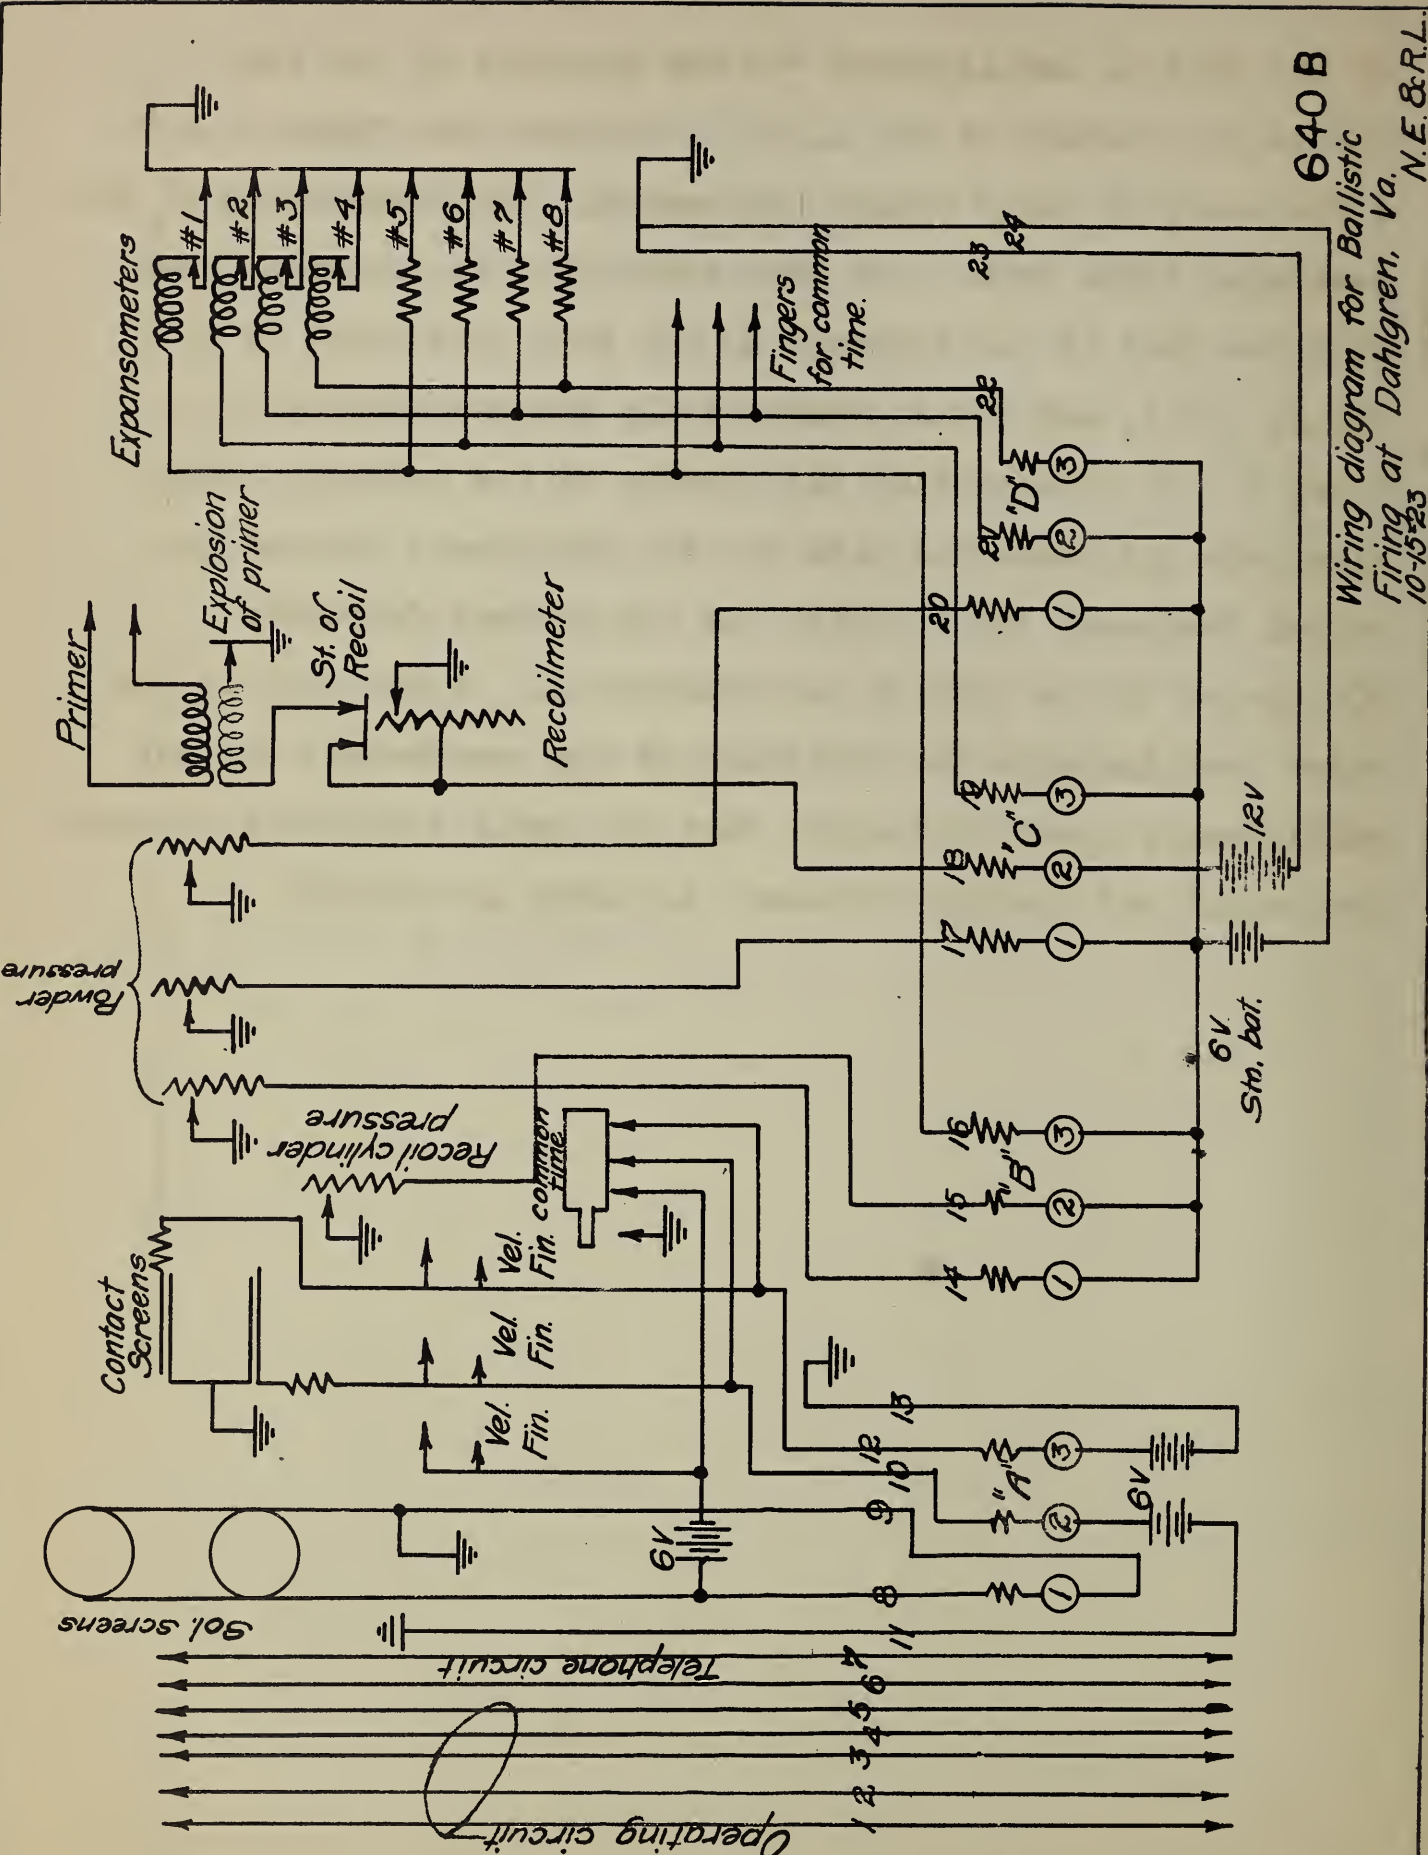 Expansometers
#1
#2
#3
#4
#5
#6
#7
#8
Fingers
for common
time.
Primer
Explosion
of primer
St. or
Recoil
Recoilmeter
Powder
pressure
Recoil cylinder
pressure
common
time
Contact
Screens
Vel.
Fin.
Vel.
Fin.
Vel.
Fin.
Sol. screens
6V
Telephone circuit
Operating circuit
1
2
3
4
5
6
7
11
8
9
10
12
13
14
15
16
17
18
19
20
21
22
23
24
"A"
1
2
3
"B"
1
2
3
"C"
1
2
3
"D"
1
2
3
6V
6V
Sto. bat.
12V
640 B
Wiring diagram for Ballistic
Firing at Dahlgren, Va.
10-15-23
N.E.&R.L.